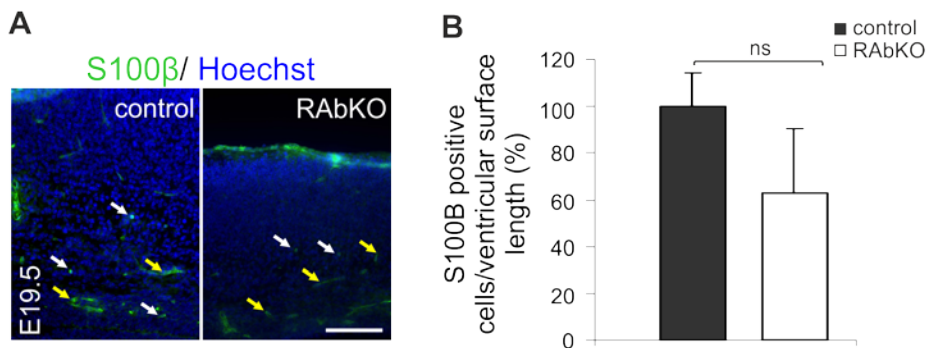 A
S100β/ Hoechst
control
RAbKO
E19.5
B
control
RAbKO
ns
S100B positive
cells/ventricular surface
length (%)
120
100
80
60
40
20
0